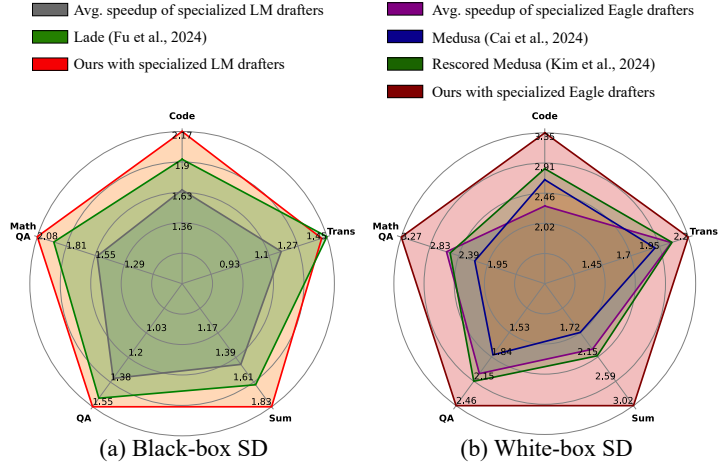 Avg. speedup of specialized LM drafters
Lade (Fu et al., 2024)
Ours with specialized LM drafters
Code
2.17
1.9
1.63
1.36
Math
QA
2.08
1.81
1.55
1.29
0.93
1.1
1.27
1.45
Trans
1.03
1.2
1.38
1.55
QA
1.17
1.39
1.61
1.83
Sum
(a) Black-box SD
Avg. speedup of specialized Eagle drafters
Medusa (Cai et al., 2024)
Rescored Medusa (Kim et al., 2024)
Ours with specialized Eagle drafters
Code
3.35
2.91
2.46
2.02
Math
QA
3.27
2.83
2.39
1.95
1.45
1.7
1.95
2.2
Trans
1.53
1.84
2.15
2.46
QA
1.72
2.15
2.59
3.02
Sum
(b) White-box SD